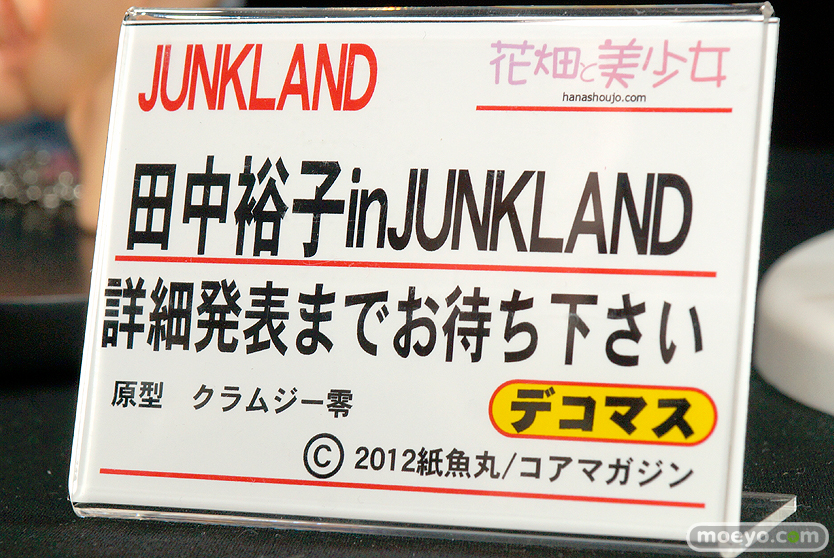 JUNKLAND
花畑と美少女
hanashoujo.com
田中裕子inJUNKLAND
詳細発表までお待ち下さい
原型 クラムジー零
デコマス
Ⓒ 2012紙魚丸/コアマガジン
moeyo.com